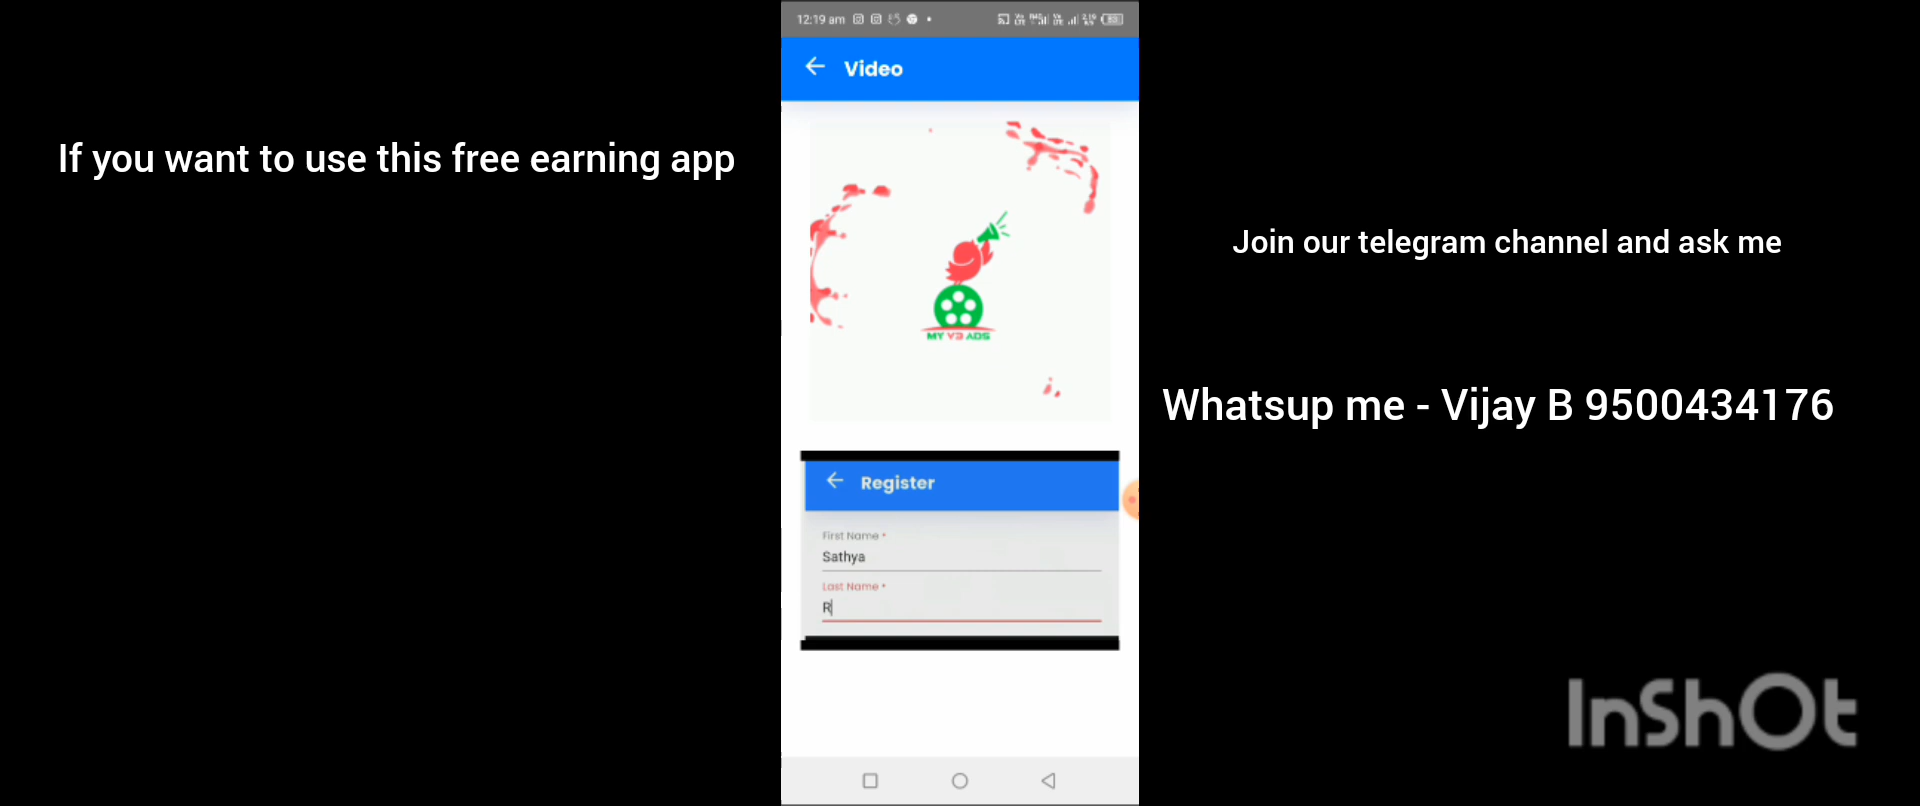 12:19 am
Video
If you want to use this free earning app
Join our telegram channel and ask me
MY V3 ADS
Whatsup me - Vijay B 9500434176
Register
First Name *
Sathya
Last Name *
R
InShOt